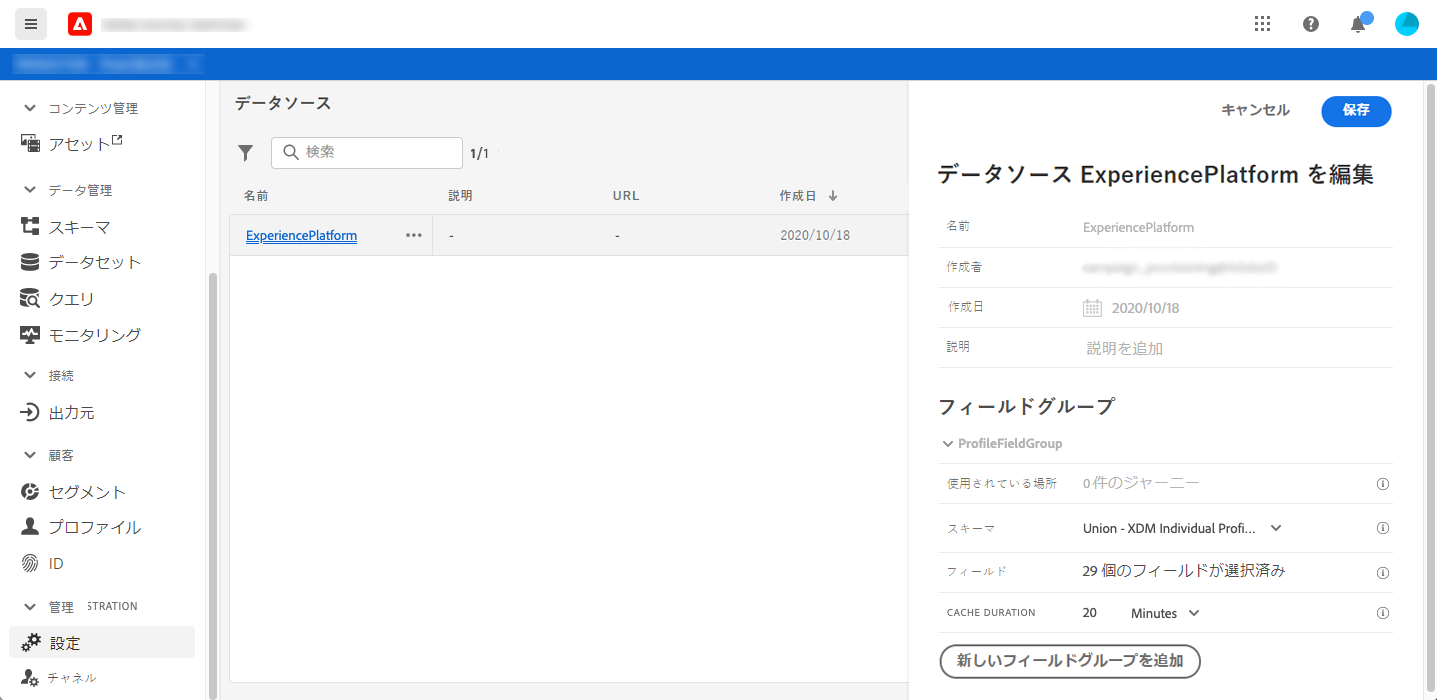 コンテンツ管理
アセット
データ管理
スキーマ
データセット
クエリ
モニタリング
接続
出力元
顧客
セグメント
プロファイル
ID
管理 STRATION
設定
チャネル
データソース
検索 1/1
名前 説明 URL 作成日
ExperiencePlatform - - 2020/10/18
キャンセル 保存
データソース ExperiencePlatform を編集
名前 ExperiencePlatform
作成者
作成日 2020/10/18
説明 説明を追加
フィールドグループ
ProfileFieldGroup
使用されている場所 0 件のジャーニー
スキーマ Union - XDM Individual Profi...
フィールド 29 個のフィールドが選択済み
CACHE DURATION 20 Minutes
新しいフィールドグループを追加